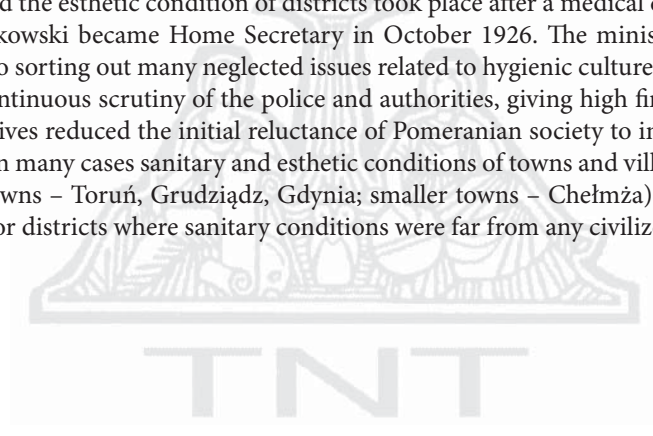 d the esthetic condition of districts took place after a medical
kowski became Home Secretary in October 1926. The minis
o sorting out many neglected issues related to hygienic culture
ntinuous scrutiny of the police and authorities, giving high fi
ives reduced the initial reluctance of Pomeranian society to i
n many cases sanitary and esthetic conditions of towns and vill
wns – Toruń, Grudziądz, Gdynia; smaller towns – Chełmża)
or districts where sanitary conditions were far from any civiliz
TNT